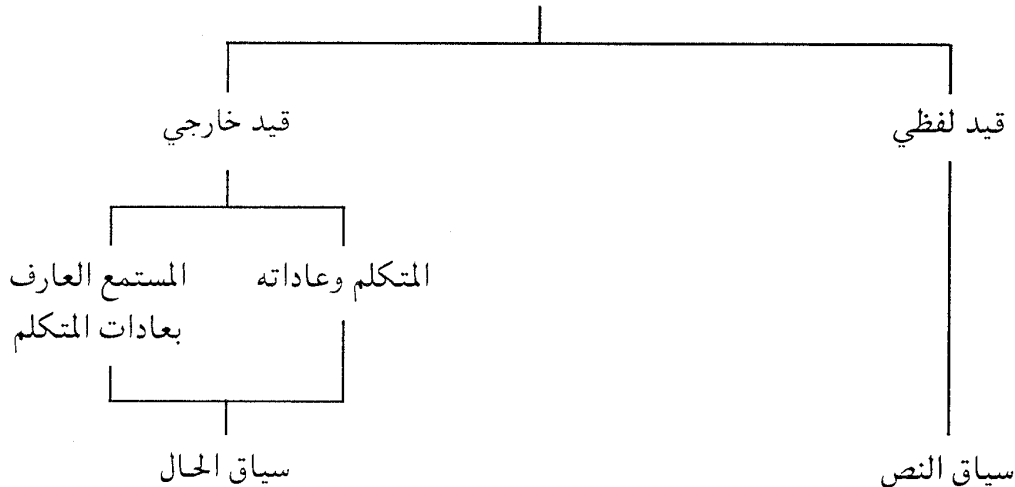 قيد لفظي
قيد خارجي
المتكلم وعاداته
المستمع العارف
بعادات المتكلم
سياق النص
سياق الحال